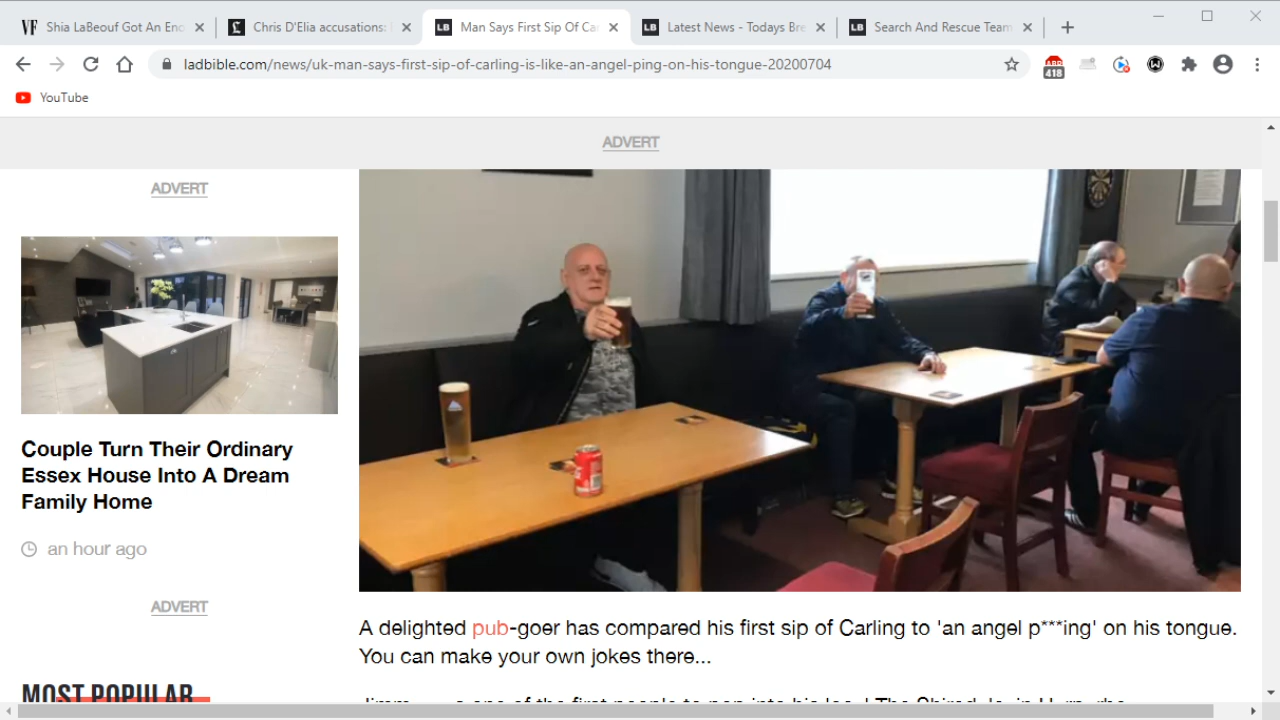 Shia LaBeouf Got An Enc
Chris D'Elia accusations:
Man Says First Sip Of Ca
Latest News - Todays Bre
Search And Rescue Team
ladbible.com/news/uk-man-says-first-sip-of-carling-is-like-an-angel-ping-on-his-tongue-20200704
418
YouTube
ADVERT
ADVERT
Couple Turn Their Ordinary
Essex House Into A Dream
Family Home
an hour ago
ADVERT
MOST POPULAR
A delighted pub-goer has compared his first sip of Carling to 'an angel p***ing' on his tongue.
You can make your own jokes there...